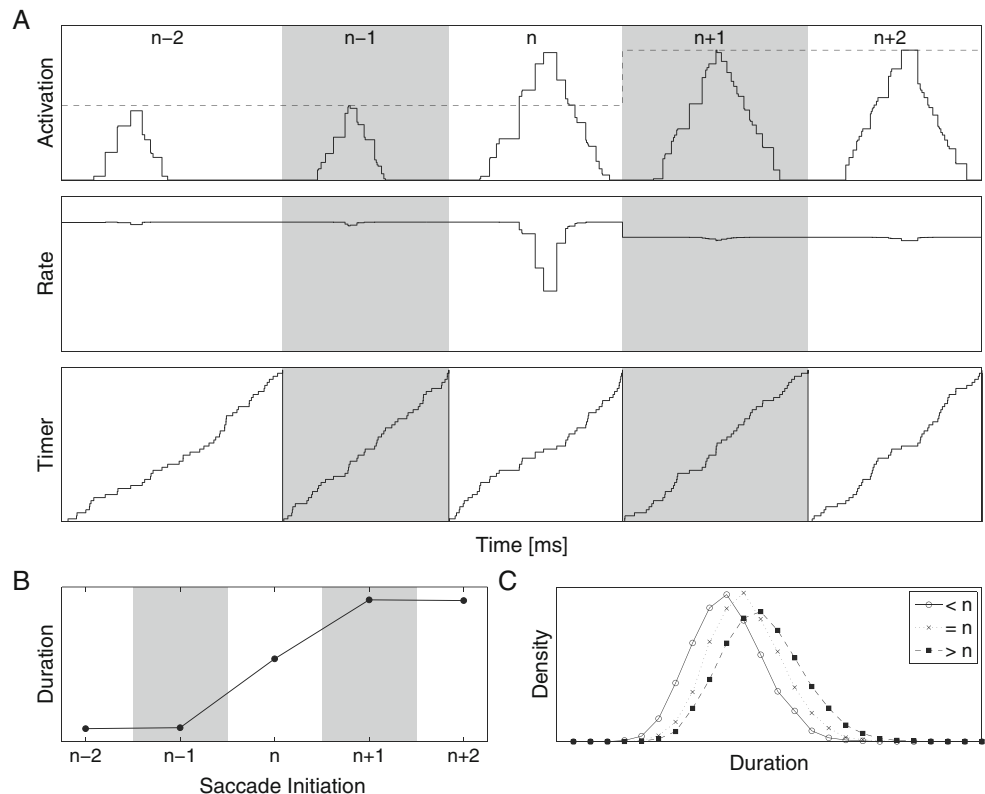 A
n−2 n−1 n n+1 n+2
Activation
Rate
Timer
Time [ms]
B
Duration
n−2 n−1 n n+1 n+2
Saccade Initiation
C
Density
< n
= n
> n
Duration